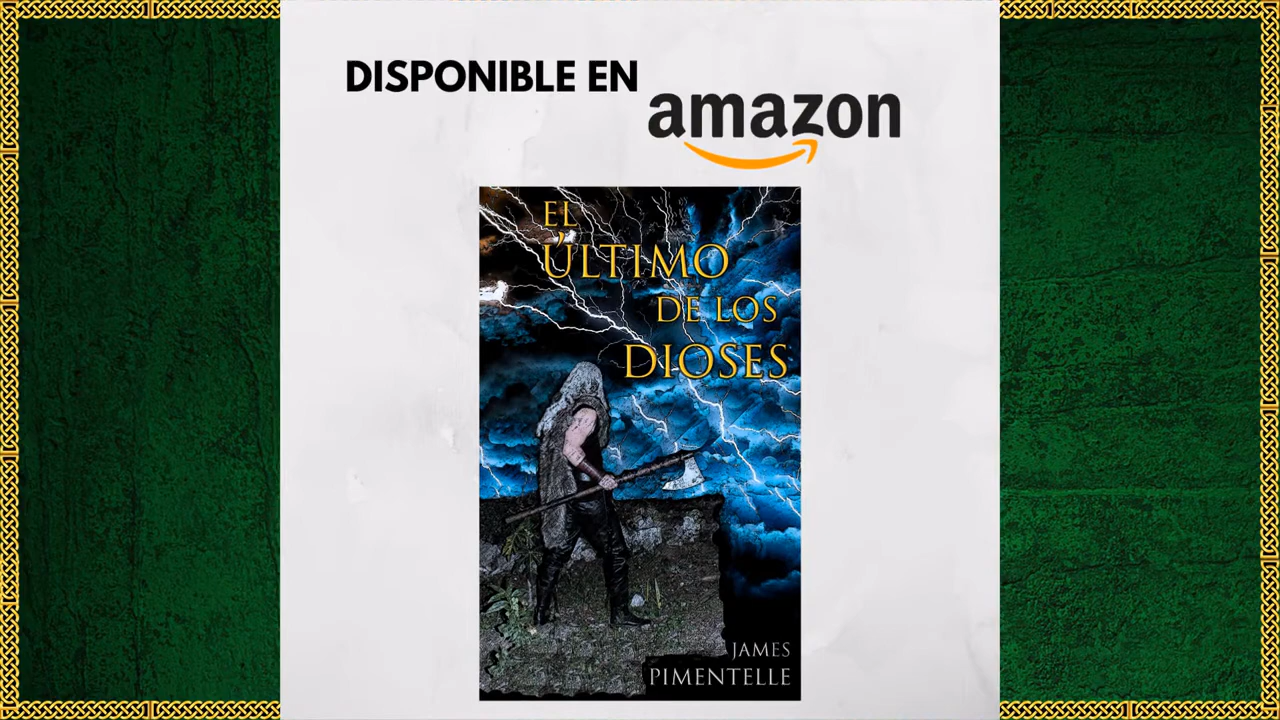 DISPONIBLE EN
amazon
EL
ÚLTIMO
DE LOS
DIOSES
JAMES
PIMENTELLE